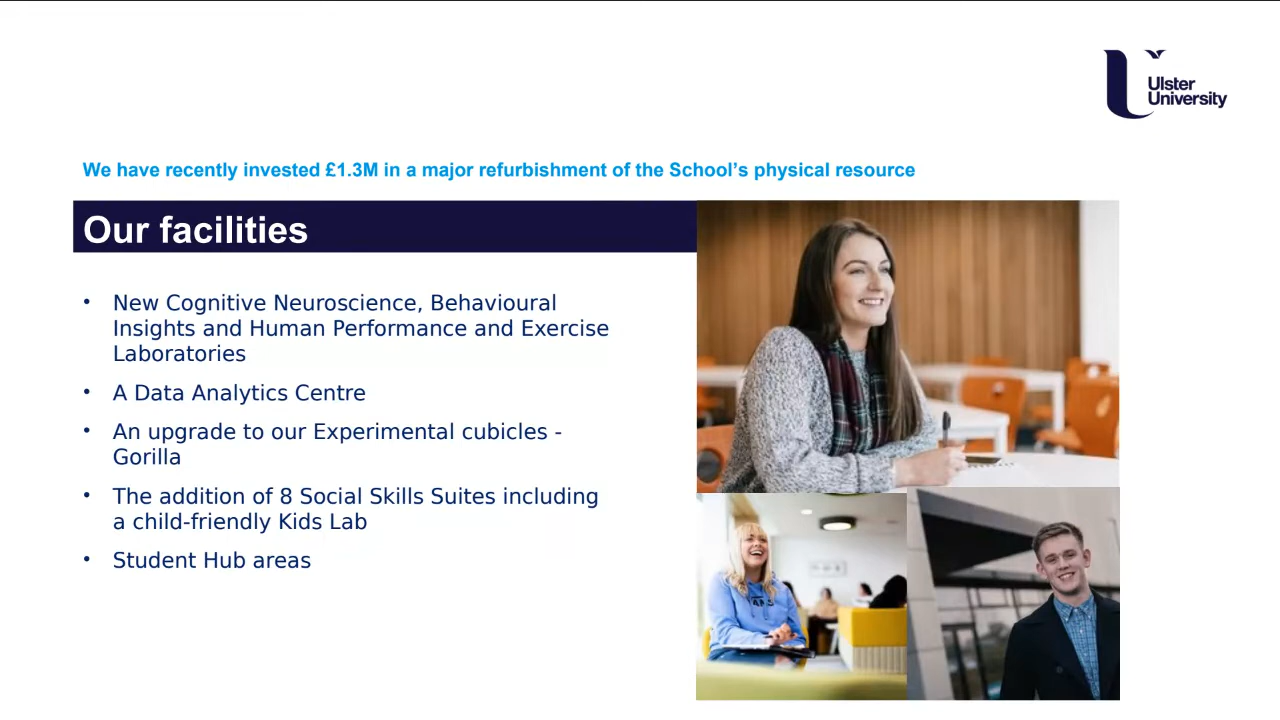 Ulster
University
We have recently invested £1.3M in a major refurbishment of the School’s physical resource
Our facilities
• New Cognitive Neuroscience, Behavioural
Insights and Human Performance and Exercise
Laboratories
• A Data Analytics Centre
• An upgrade to our Experimental cubicles -
Gorilla
• The addition of 8 Social Skills Suites including
a child-friendly Kids Lab
• Student Hub areas